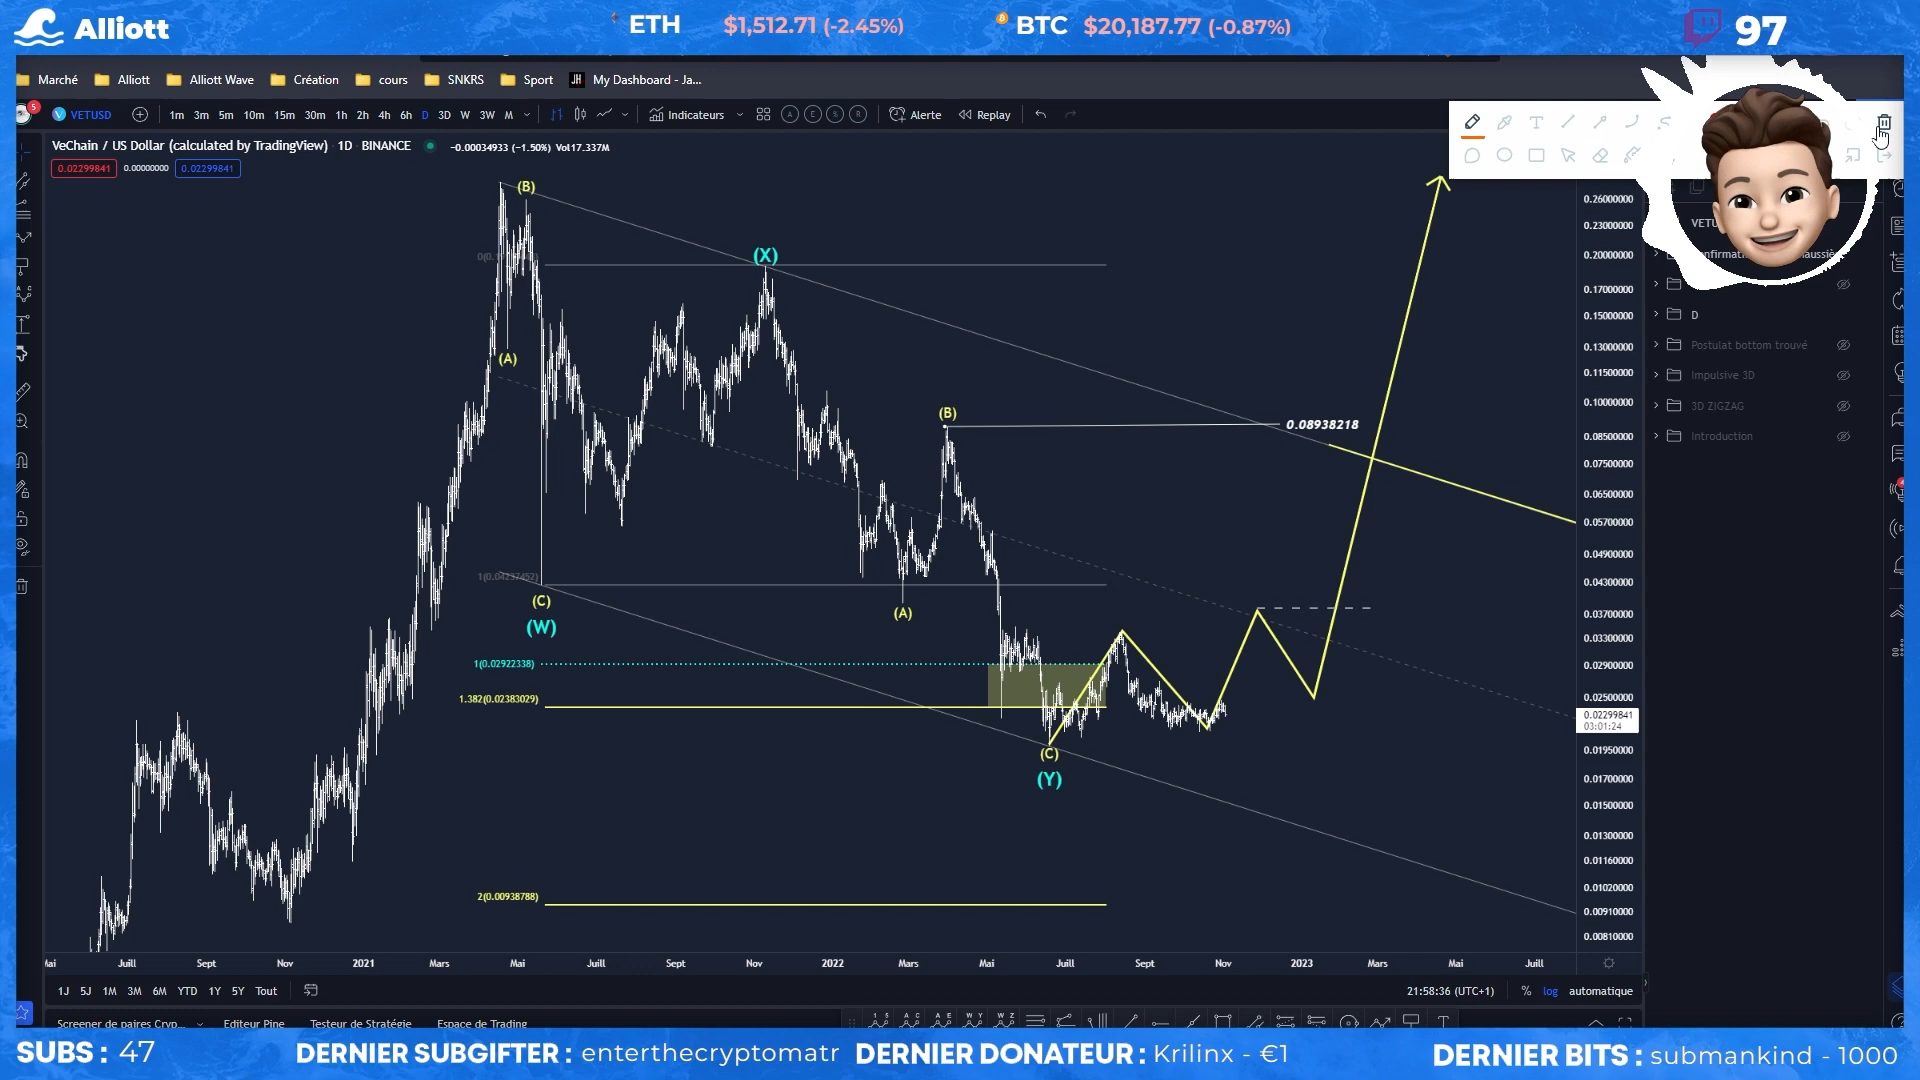 Alliott
ETH $1,512.71 (-2.45%)
BTC $20,187.77 (-0.87%)
97
Marché Alliott Alliott Wave Création cours SNKRS Sport My Dashboard - Ja...
5 VETUSD 1m 3m 5m 10m 15m 30m 1h 2h 4h 6h D 3D W 3W M Indicateurs A E % R Alerte Replay
VeChain / US Dollar (calculated by TradingView) 1D BINANCE −0.00034933 (−1.50%) Vol17.337M
0.02299841 0.00000000 0.02299841
(B)
(X)
(A)
(B)
0.08938218
1(0.04237452)
(C)
(W)
(A)
1(0.02922338)
1.382(0.02383029)
(C)
(Y)
2(0.00938788)
0.26000000
0.23000000
0.20000000
0.17000000
0.15000000
0.13000000
0.11500000
0.10000000
0.08500000
0.07500000
0.06500000
0.05700000
0.04900000
0.04300000
0.03700000
0.03300000
0.02900000
0.02500000
0.02299841
03:01:24
0.01950000
0.01700000
0.01500000
0.01300000
0.01160000
0.01020000
0.00910000
0.00810000
D
Postulat bottom trouvé
Impulsive 3D
3D ZIGZAG
Introduction
Mai Juill Sept Nov 2021 Mars Mai Juill Sept Nov 2022 Mars Mai Juill Sept Nov 2023 Mars Mai Juill
1J 5J 1M 3M 6M YTD 1Y 5Y Tout
21:58:36 (UTC+1) % log automatique
Screener de paires Cryp... Editeur Pine Testeur de Stratégie Espace de Trading
SUBS : 47
DERNIER SUBGIFTER : enterthecryptomatr
DERNIER DONATEUR : Krilinx - €1
DERNIER BITS : submankind - 1000